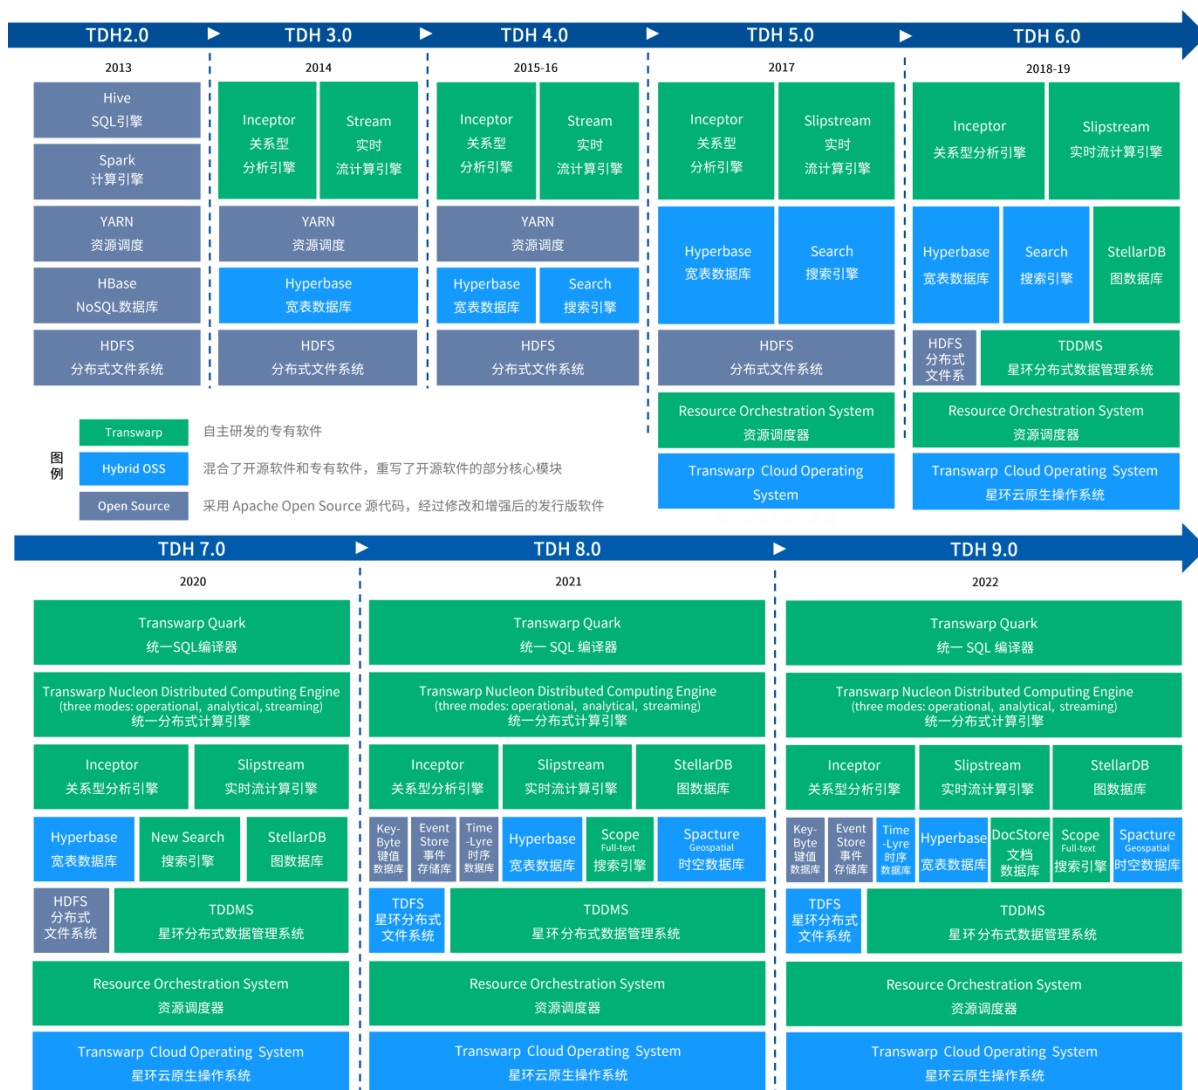 TDH2.0
TDH 3.0
TDH 4.0
TDH 5.0
TDH 6.0
2013
Hive
SQL引擎
Spark
计算引擎
YARN
资源调度
HBase
NoSQL数据库
HDFS
分布式文件系统
2014
Inceptor
关系型
分析引擎
Stream
实时
流计算引擎
YARN
资源调度
Hyperbase
宽表数据库
HDFS
分布式文件系统
2015-16
Inceptor
关系型
分析引擎
Stream
实时
流计算引擎
YARN
资源调度
Hyperbase
宽表数据库
Search
搜索引擎
HDFS
分布式文件系统
2017
Inceptor
关系型
分析引擎
Slipstream
实时
流计算引擎
Hyperbase
宽表数据库
Search
搜索引擎
HDFS
分布式文件系统
Resource Orchestration System
资源调度器
Transwarp Cloud Operating
System
2018-19
Inceptor
关系型分析引擎
Slipstream
实时流计算引擎
Hyperbase
宽表数据库
Search
搜索引擎
StellarDB
图数据库
HDFS
分布式
文件系
TDDMS
星环分布式数据管理系统
Resource Orchestration System
资源调度器
Transwarp Cloud Operating System
星环云原生操作系统
图
例
Transwarp
自主研发的专有软件
Hybrid OSS
混合了开源软件和专有软件，重写了开源软件的部分核心模块
Open Source
采用 Apache Open Source 源代码，经过修改和增强后的发行版软件
TDH 7.0
TDH 8.0
TDH 9.0
2020
Transwarp Quark
统一SQL编译器
Transwarp Nucleon Distributed Computing Engine
(three modes: operational, analytical, streaming)
统一分布式计算引擎
Inceptor
关系型分析引擎
Slipstream
实时流计算引擎
Hyperbase
宽表数据库
New Search
搜索引擎
StellarDB
图数据库
HDFS
分布式
文件系统
TDDMS
星环分布式数据管理系统
Resource Orchestration System
资源调度器
Transwarp Cloud Operating System
星环云原生操作系统
2021
Transwarp Quark
统一 SQL 编译器
Transwarp Nucleon Distributed Computing Engine
(three modes: operational, analytical, streaming)
统一分布式计算引擎
Inceptor
关系型分析引擎
Slipstream
实时流计算引擎
StellarDB
图数据库
Key-
Byte
键值
数据库
Event
Store
事件
存储库
Time
-Lyre
时序
数据库
Hyperbase
宽表数据库
Scope
Full-text
搜索引擎
Spacture
Geospatial
时空数据库
TDFS
星环分布式
文件系统
TDDMS
星环分布式数据管理系统
Resource Orchestration System
资源调度器
Transwarp Cloud Operating System
星环云原生操作系统
2022
Transwarp Quark
统一 SQL 编译器
Transwarp Nucleon Distributed Computing Engine
(three modes: operational, analytical, streaming)
统一分布式计算引擎
Inceptor
关系型分析引擎
Slipstream
实时流计算引擎
StellarDB
图数据库
Key-
Byte
键值
数据库
Event
Store
事件
存储库
Time
-Lyre
时序
数据库
Hyperbase
宽表数据库
DocStore
文档
数据库
Scope
Full-text
搜索引擎
Spacture
Geospatial
时空数据库
TDFS
星环分布式
文件系统
TDDMS
星环分布式数据管理系统
Resource Orchestration System
资源调度器
Transwarp Cloud Operating System
星环云原生操作系统